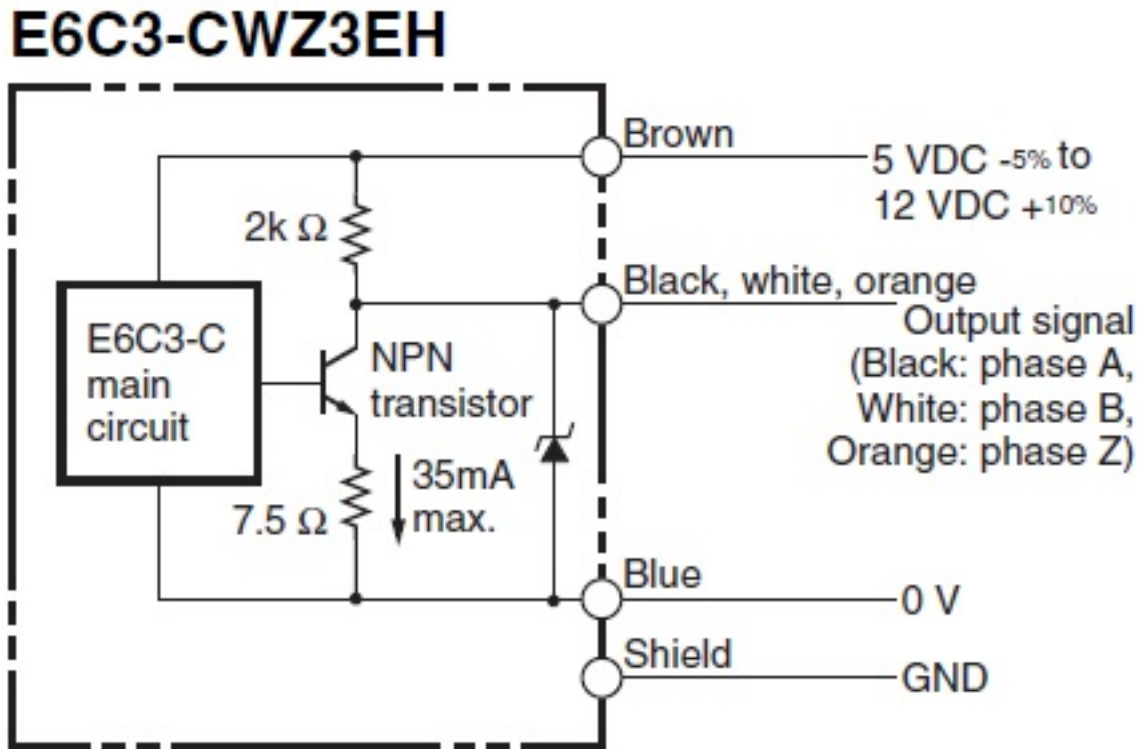 E6C3-CWZ3EH
Brown
5 VDC -5% to
12 VDC +10%
2k Ω
Black, white, orange
Output signal
(Black: phase A,
White: phase B,
Orange: phase Z)
E6C3-C
main
circuit
NPN
transistor
35mA
max.
7.5 Ω
Blue
0 V
Shield
GND